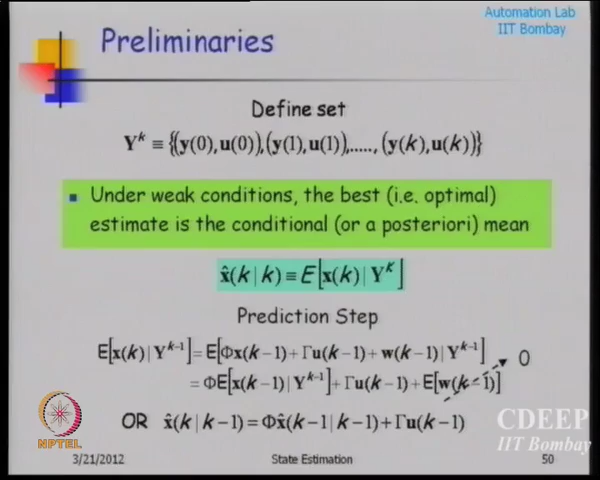 Automation Lab
IIT Bombay
Preliminaries
Define set
Y^k ≡ {(y(0),u(0)),(y(1),u(1)),.....,(y(k),u(k))}
Under weak conditions, the best (i.e. optimal)
estimate is the conditional (or a posteriori) mean
x̂(k|k) ≡ E[x(k)|Y^k]
Prediction Step
E[x(k)|Y^{k-1}] = E[Φx(k−1)+Γu(k−1)+w(k−1)|Y^{k-1}]
= ΦE[x(k−1)|Y^{k-1}]+Γu(k−1)+E[w(k−1)] 0
OR x̂(k|k−1) = Φx̂(k−1|k−1)+Γu(k−1)
NPTEL
CDEEP
IIT Bombay
3/21/2012 State Estimation 50